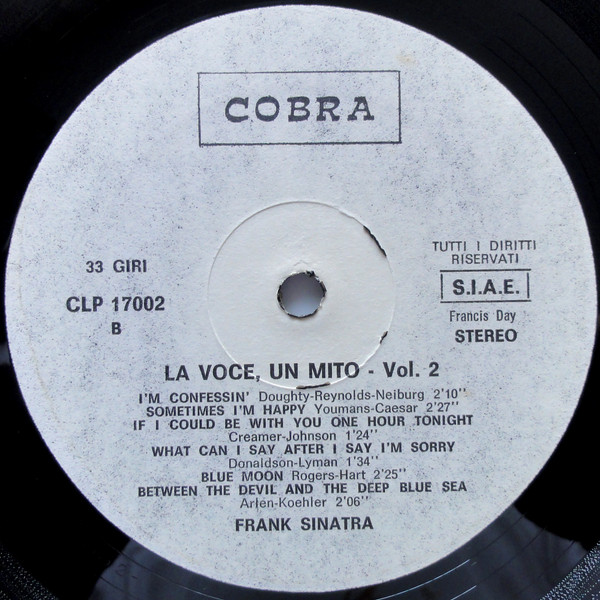 COBRA
33 GIRI
CLP 17002
B
TUTTI I DIRITTI
RISERVATI
S.I.A.E.
Francis Day
STEREO
LA VOCE, UN MITO - Vol. 2
I'M CONFESSIN' Doughty-Reynolds-Neiburg 2'10''
SOMETIMES I'M HAPPY Youmans-Caesar 2'27''
IF I COULD BE WITH YOU ONE HOUR TONIGHT
Creamer-Johnson 1'24''
WHAT CAN I SAY AFTER I SAY I'M SORRY
Donaldson-Lyman 1'34''
BLUE MOON Rogers-Hart 2'25''
BETWEEN THE DEVIL AND THE DEEP BLUE SEA
Arlen-Koehler 2'06''
FRANK SINATRA